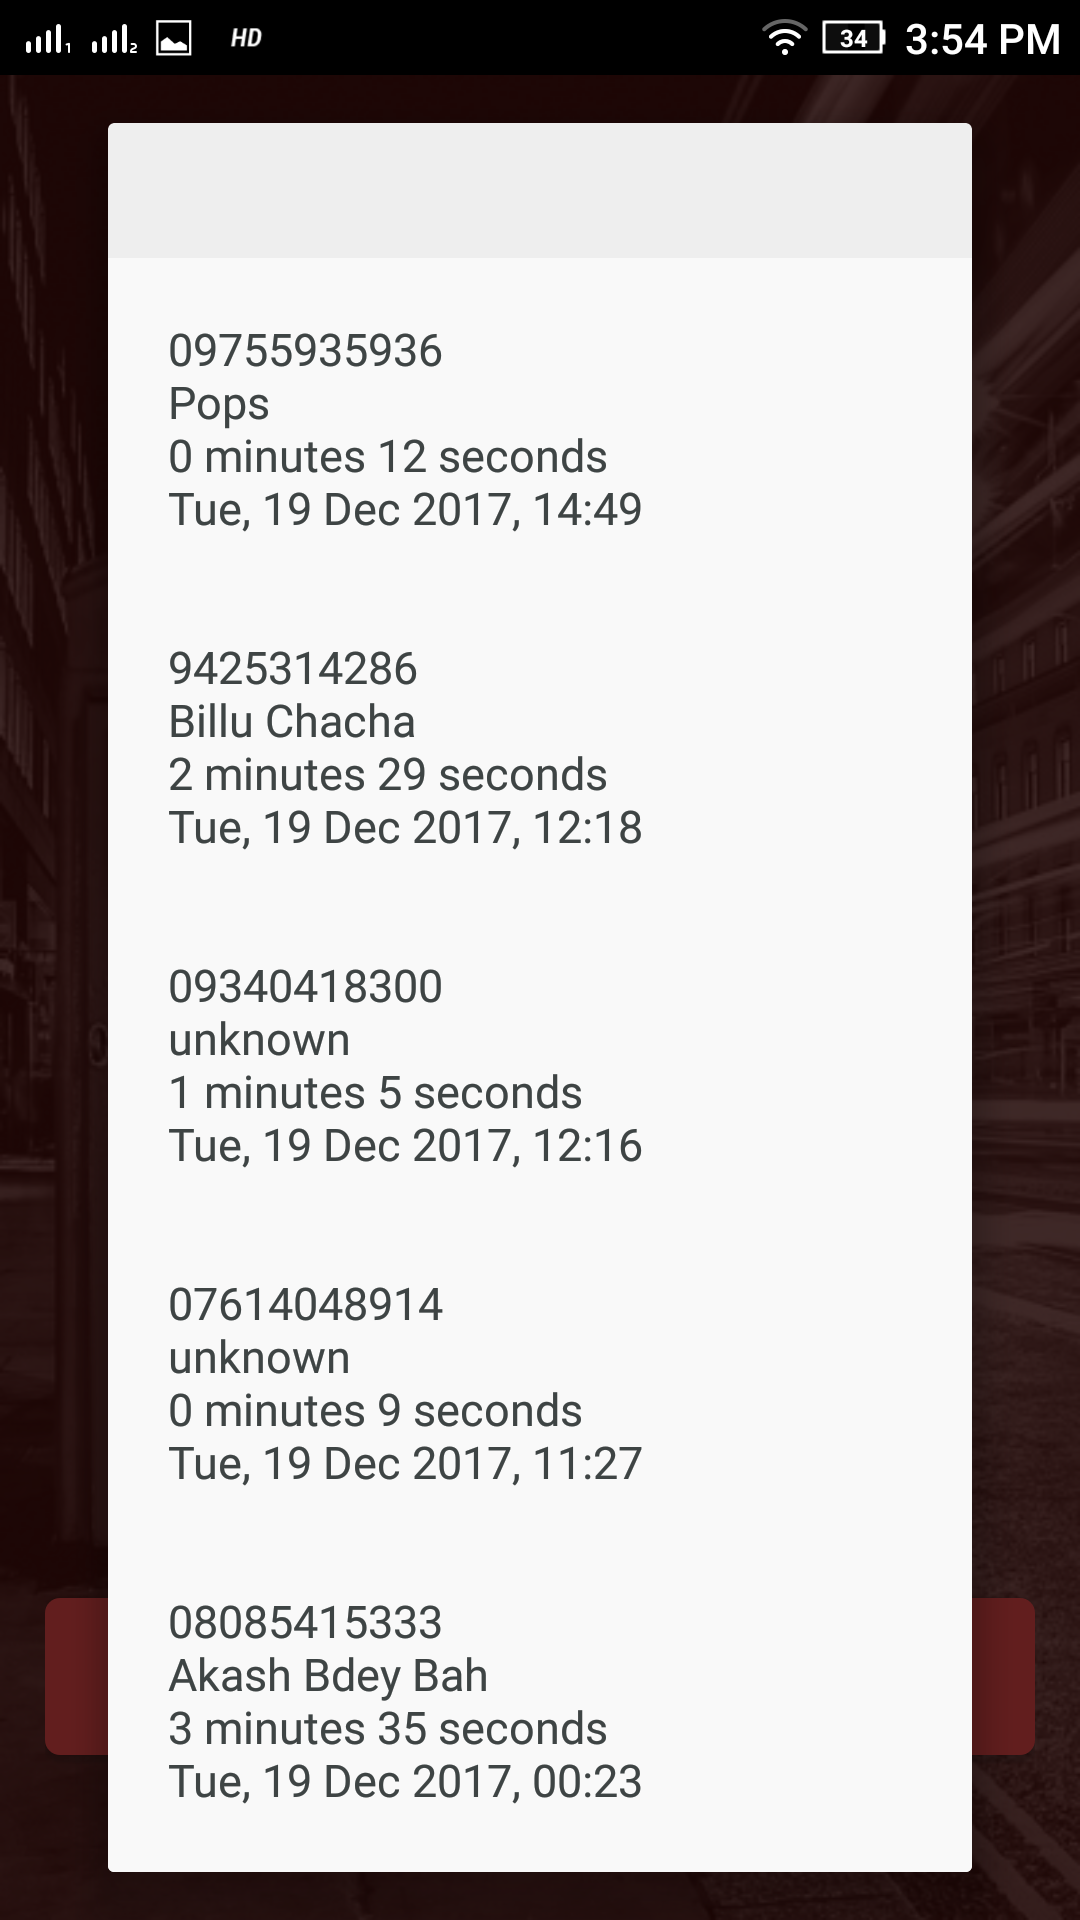 1 2 HD 34 3:54 PM
09755935936
Pops
0 minutes 12 seconds
Tue, 19 Dec 2017, 14:49
9425314286
Billu Chacha
2 minutes 29 seconds
Tue, 19 Dec 2017, 12:18
09340418300
unknown
1 minutes 5 seconds
Tue, 19 Dec 2017, 12:16
07614048914
unknown
0 minutes 9 seconds
Tue, 19 Dec 2017, 11:27
08085415333
Akash Bdey Bah
3 minutes 35 seconds
Tue, 19 Dec 2017, 00:23